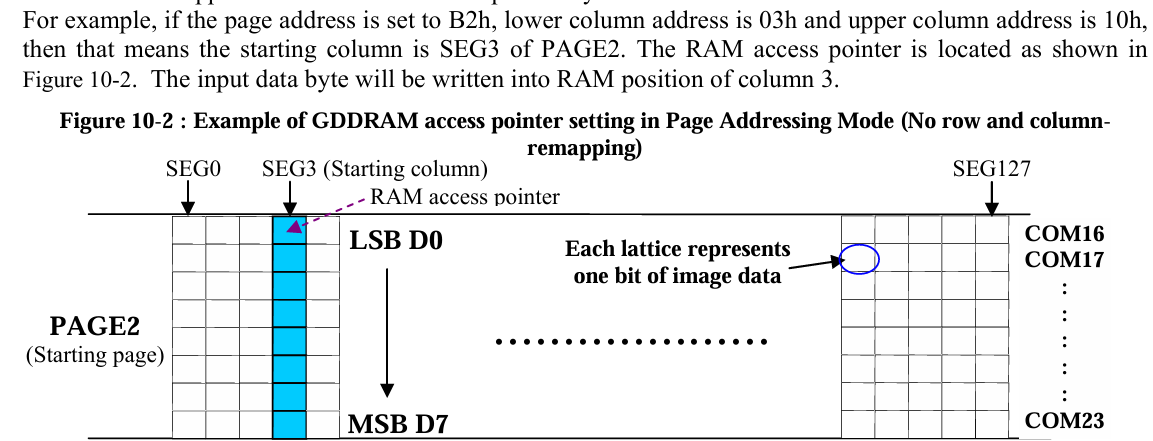 For example, if the page address is set to B2h, lower column address is 03h and upper column address is 10h,
then that means the starting column is SEG3 of PAGE2. The RAM access pointer is located as shown in
Figure 10-2. The input data byte will be written into RAM position of column 3.
Figure 10-2 : Example of GDDRAM access pointer setting in Page Addressing Mode (No row and column-
remapping)
SEG0
SEG3 (Starting column)
SEG127
RAM access pointer
LSB D0
Each lattice represents
one bit of image data
COM16
COM17
:
:
:
:
:
PAGE2
(Starting page)
....................
MSB D7
COM23